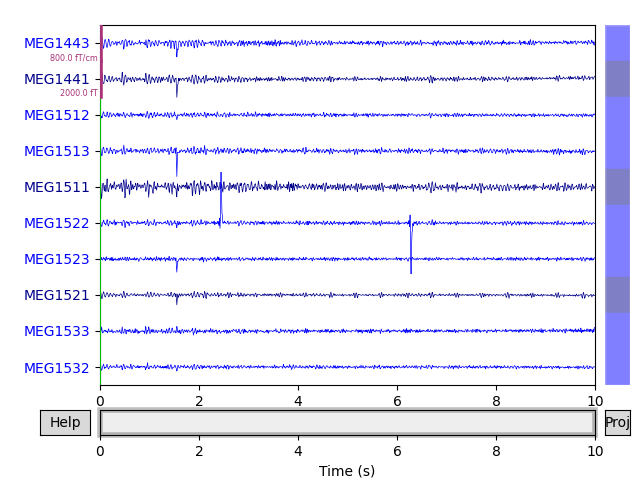 MEG1443
800.0 fT/cm
MEG1441
2000.0 fT
MEG1512
MEG1513
MEG1511
MEG1522
MEG1523
MEG1521
MEG1533
MEG1532
0 2 4 6 8 10
Help
Proj
0 2 4 6 8 10
Time (s)